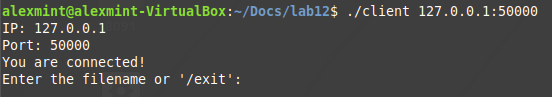 alexmint@alexmint-VirtualBox:~/Docs/lab12$ ./client 127.0.0.1:50000
IP: 127.0.0.1
Port: 50000
You are connected!
Enter the filename or '/exit':